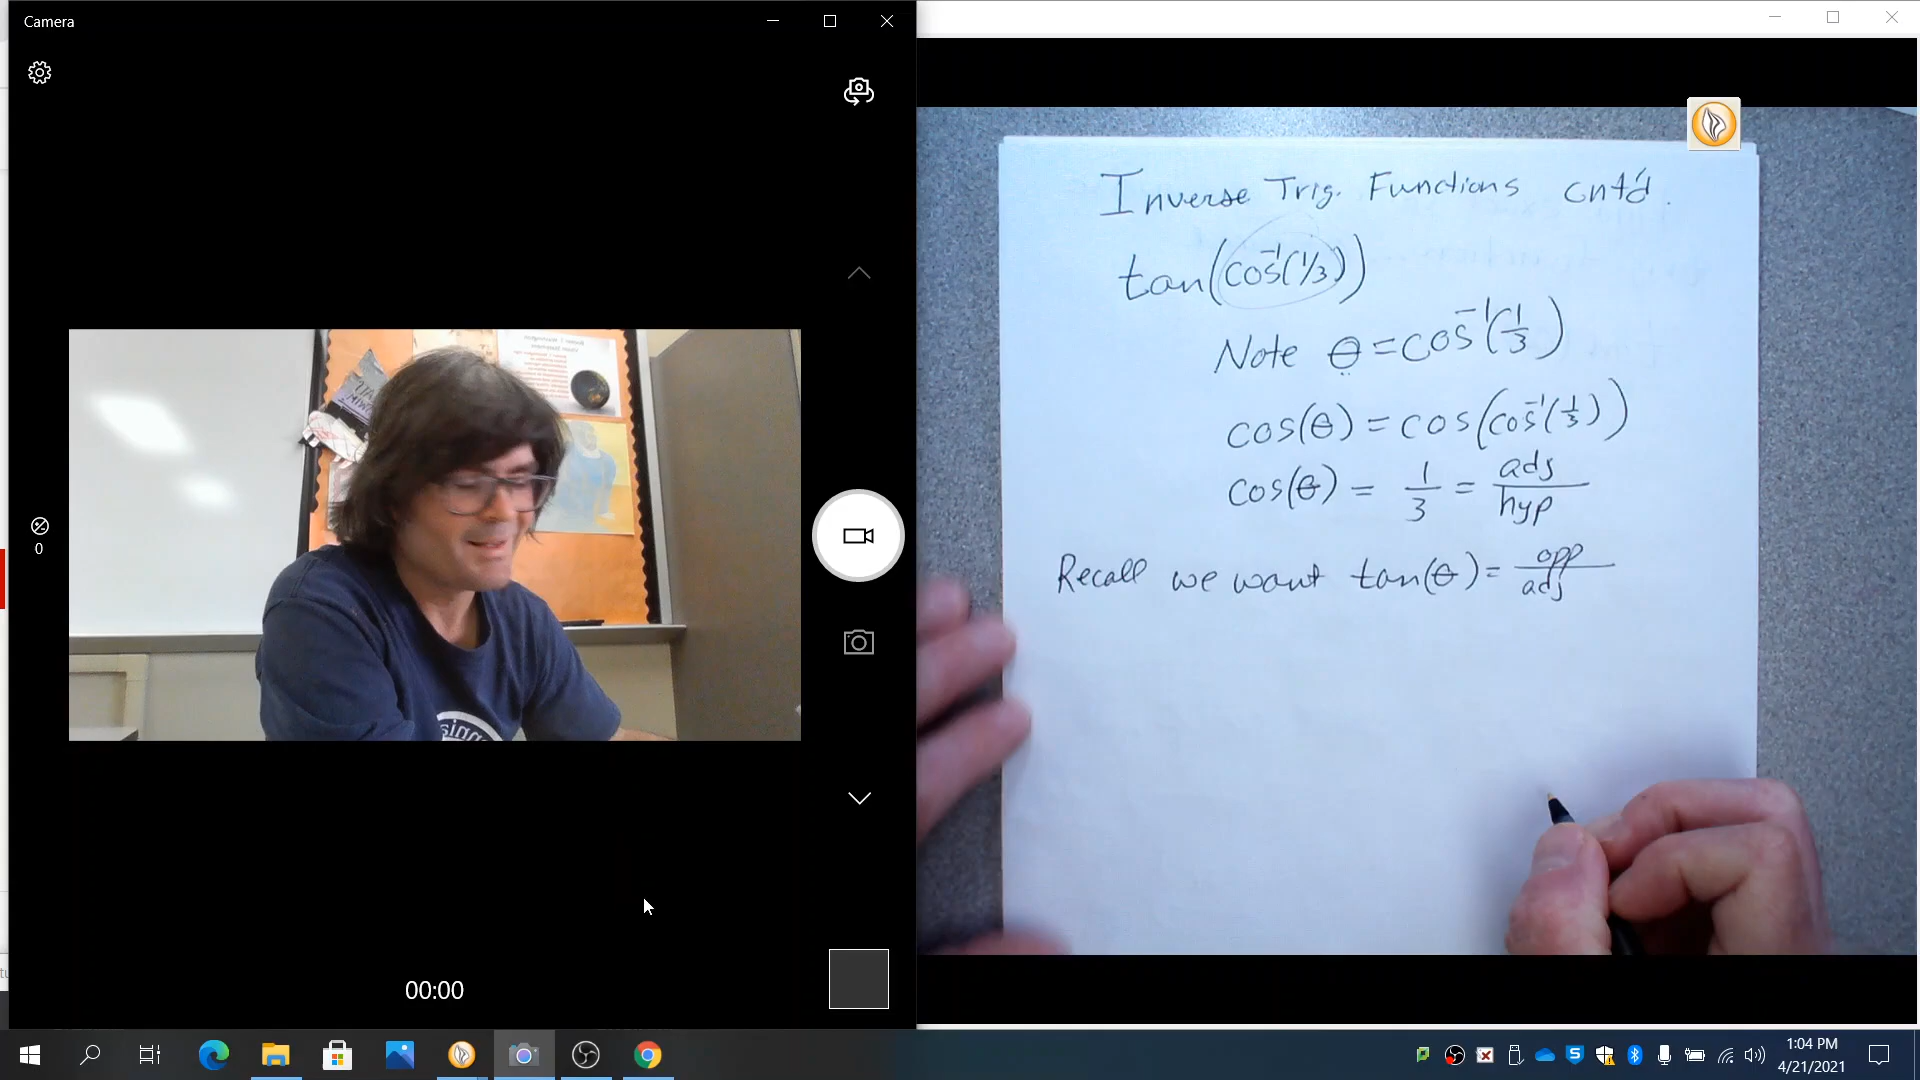 Camera
0
00:00
Inverse Trig. Functions cnt'd.
tan(cos⁻¹(1/3))
Note θ = cos⁻¹(1/3)
cos(θ) = cos(cos⁻¹(1/3))
cos(θ) = 1/3 = adj/hyp
Recall we want tan(θ) = opp/adj
1:04 PM
4/21/2021